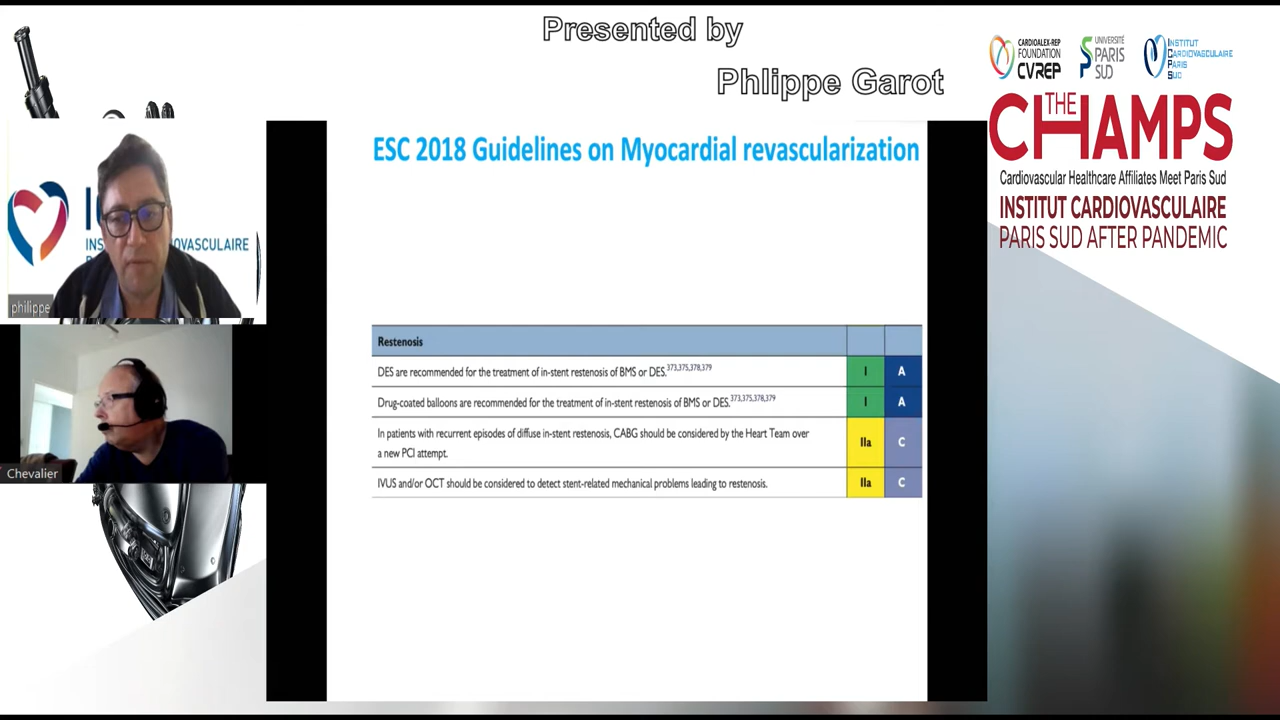 Presented by
Phlippe Garot
CARDIOALEX-REP
FOUNDATION
CVREP
UNIVERSITÉ
PARIS
SUD
INSTITUT
CARDIOVASCULAIRE
PARIS
SUD
THE
CHAMPS
Cardiovascular Healthcare Affiliates Meet Paris Sud
INSTITUT CARDIOVASCULAIRE
PARIS SUD AFTER PANDEMIC
OVASCULAIRE
philippe
Chevalier
ESC 2018 Guidelines on Myocardial revascularization
Restenosis
DES are recommended for the treatment of in-stent restenosis of BMS or DES.373,375,378,379 I A
Drug-coated balloons are recommended for the treatment of in-stent restenosis of BMS or DES.373,375,378,379 I A
In patients with recurrent episodes of diffuse in-stent restenosis, CABG should be considered by the Heart Team over
a new PCI attempt. IIa C
IVUS and/or OCT should be considered to detect stent-related mechanical problems leading to restenosis. IIa C